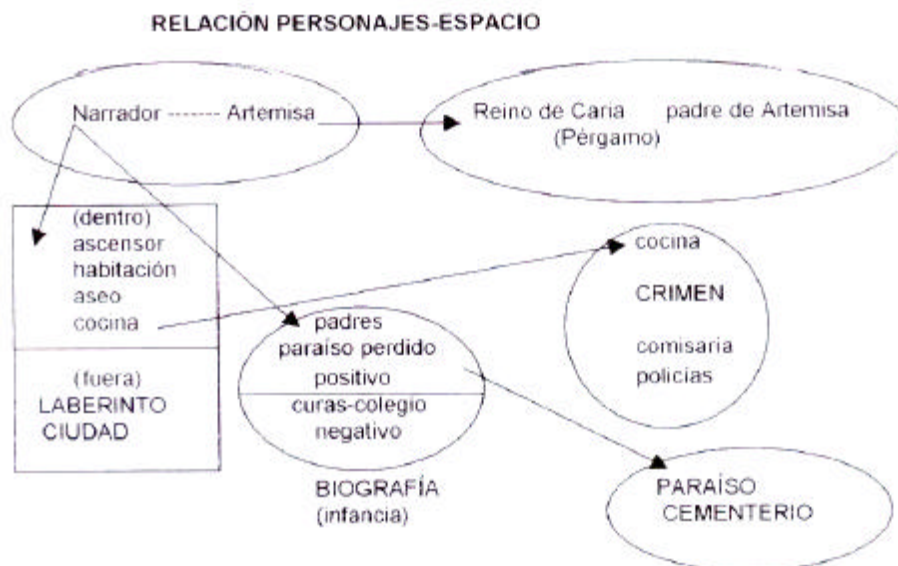 RELACIÓN PERSONAJES-ESPACIO
Narrador ------ Artemisa
Reino de Caria padre de Artemisa
(Pérgamo)
(dentro)
ascensor
habitación
aseo
cocina
(fuera)
LABERINTO
CIUDAD
padres
paraíso perdido
positivo
curas-colegio
negativo
BIOGRAFÍA
(infancia)
cocina
CRIMEN
comisaria
policías
PARAÍSO
CEMENTERIO